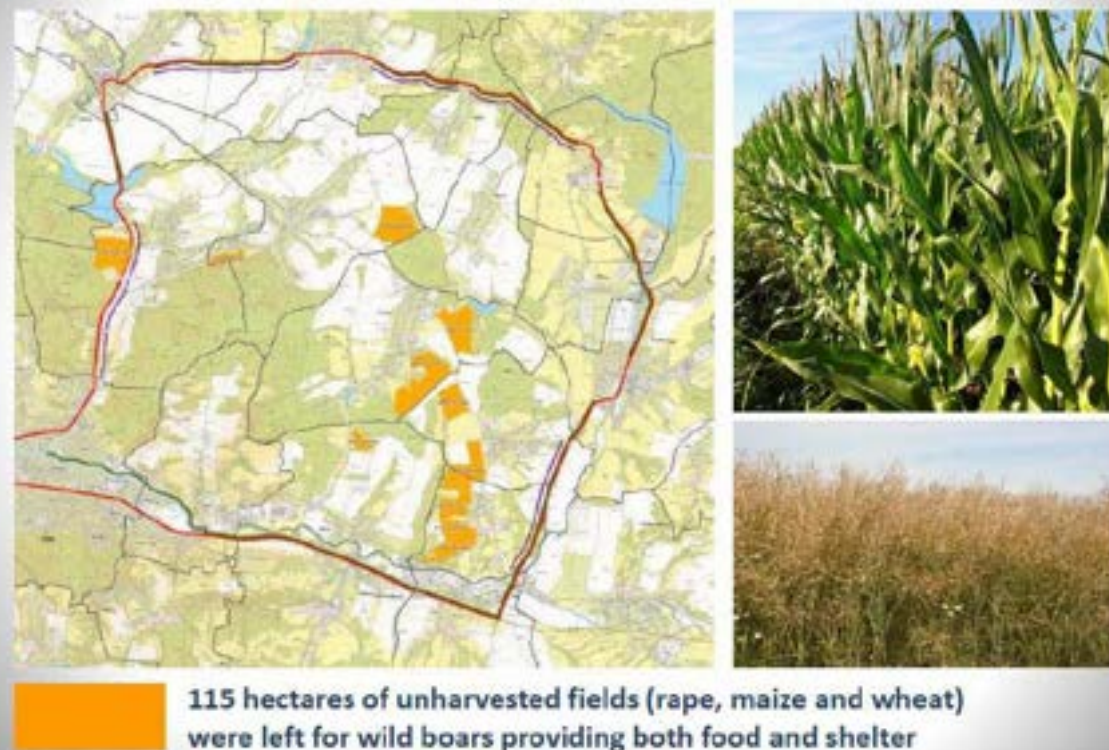 115 hectares of unharvested fields (rape, maize and wheat)
were left for wild boars providing both food and shelter